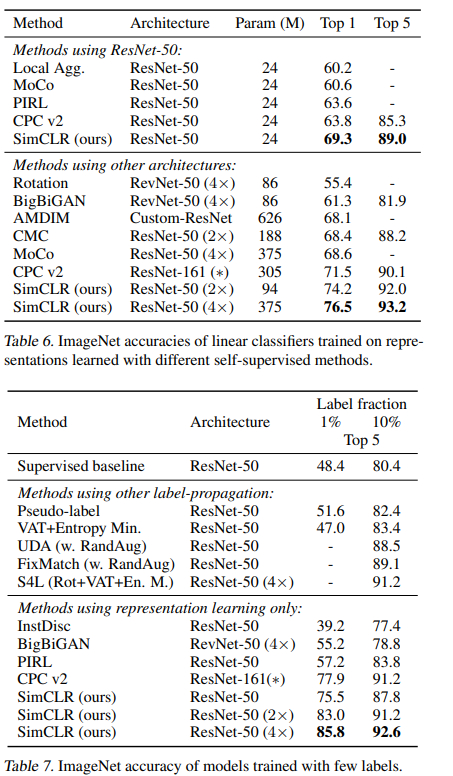 Method Architecture Param (M) Top 1 Top 5
Methods using ResNet-50:
Local Agg. ResNet-50 24 60.2 -
MoCo ResNet-50 24 60.6 -
PIRL ResNet-50 24 63.6 -
CPC v2 ResNet-50 24 63.8 85.3
SimCLR (ours) ResNet-50 24 69.3 89.0
Methods using other architectures:
Rotation RevNet-50 (4×) 86 55.4 -
BigBiGAN RevNet-50 (4×) 86 61.3 81.9
AMDIM Custom-ResNet 626 68.1 -
CMC ResNet-50 (2×) 188 68.4 88.2
MoCo ResNet-50 (4×) 375 68.6 -
CPC v2 ResNet-161 (∗) 305 71.5 90.1
SimCLR (ours) ResNet-50 (2×) 94 74.2 92.0
SimCLR (ours) ResNet-50 (4×) 375 76.5 93.2
Table 6. ImageNet accuracies of linear classifiers trained on repre-
sentations learned with different self-supervised methods.
Label fraction
Method Architecture 1% 10%
Top 5
Supervised baseline ResNet-50 48.4 80.4
Methods using other label-propagation:
Pseudo-label ResNet-50 51.6 82.4
VAT+Entropy Min. ResNet-50 47.0 83.4
UDA (w. RandAug) ResNet-50 - 88.5
FixMatch (w. RandAug) ResNet-50 - 89.1
S4L (Rot+VAT+En. M.) ResNet-50 (4×) - 91.2
Methods using representation learning only:
InstDisc ResNet-50 39.2 77.4
BigBiGAN RevNet-50 (4×) 55.2 78.8
PIRL ResNet-50 57.2 83.8
CPC v2 ResNet-161(∗) 77.9 91.2
SimCLR (ours) ResNet-50 75.5 87.8
SimCLR (ours) ResNet-50 (2×) 83.0 91.2
SimCLR (ours) ResNet-50 (4×) 85.8 92.6
Table 7. ImageNet accuracy of models trained with few labels.